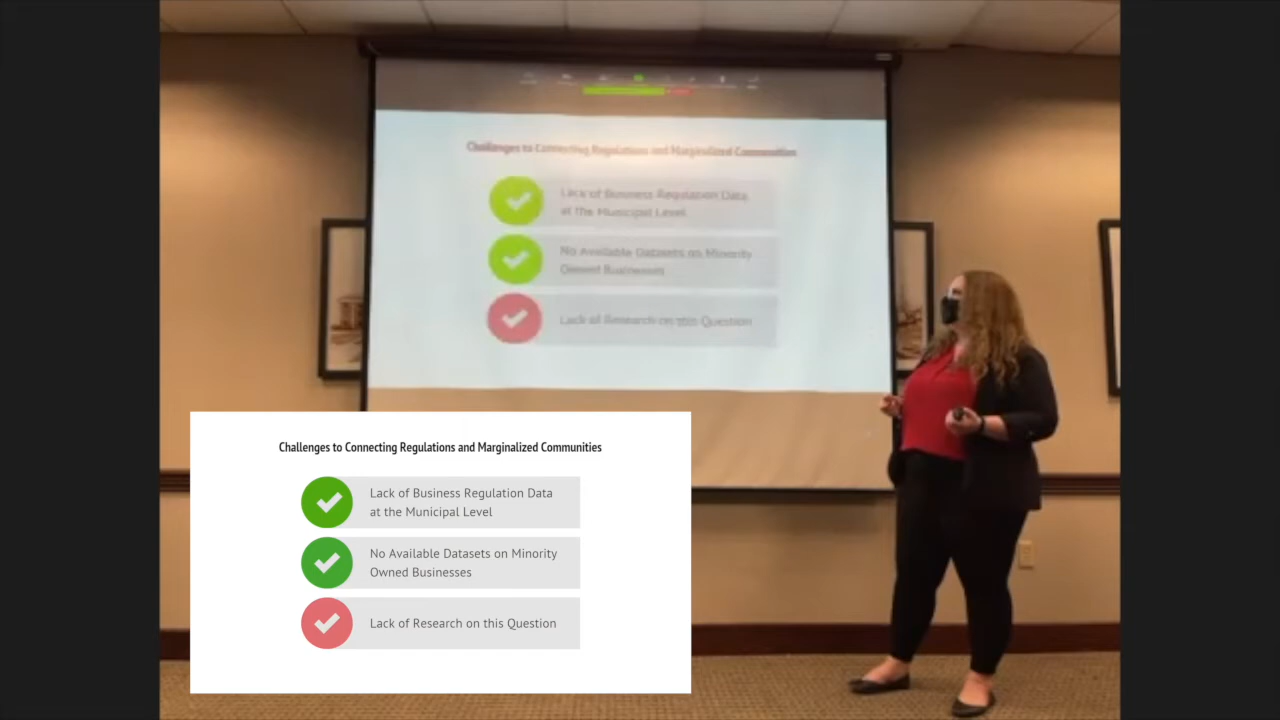 Challenges to Connecting Regulations and Marginalized Communities
Lack of Business Regulation Data
at the Municipal Level
No Available Datasets on Minority
Owned Businesses
Lack of Research on this Question
Challenges to Connecting Regulations and Marginalized Communities
Lack of Business Regulation Data
at the Municipal Level
No Available Datasets on Minority
Owned Businesses
Lack of Research on this Question